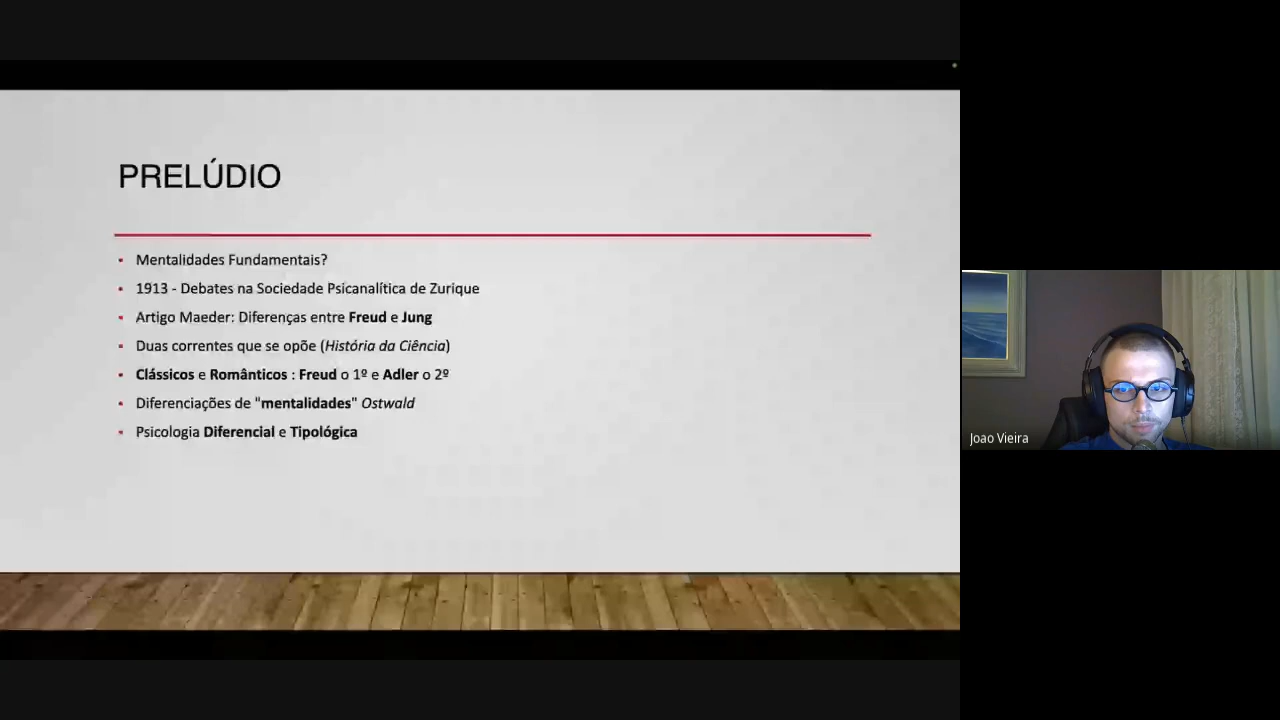 PRELÚDIO
Mentalidades Fundamentais?
1913 - Debates na Sociedade Psicanalítica de Zurique
Artigo Maeder: Diferenças entre Freud e Jung
Duas correntes que se opõe (História da Ciência)
Clássicos e Românticos : Freud o 1º e Adler o 2º
Diferenciações de "mentalidades" Ostwald
Psicologia Diferencial e Tipológica
Joao Vieira